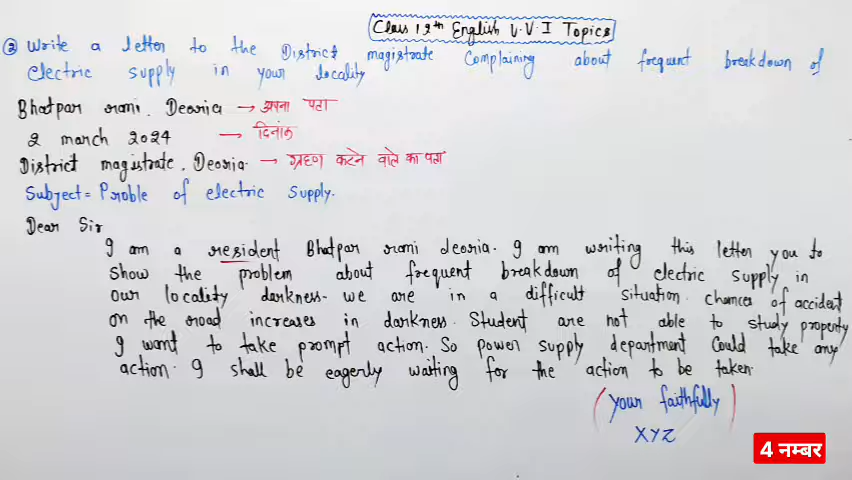 Class 12th English V.V.I Topics
② Write a letter to the District magistrate Complaining about frequent breakdown of
electric supply in your locality
Bhatpar rani, Deoria → अपना पता
2 march 2024 → दिनांक
District magistrate, Deoria → ग्रहण करने वाले का पता
Subject = Proble of electric Supply.
Dear Sir
I am a resident Bhatpar rani deoria. I am writing this letter you to
show the problem about frequent breakdown of electric supply in
our locality darkness. we are in a difficult situation. chances of accident
on the road increases in darkness. Student are not able to study property
I want to take prompt action. So power supply department could take any
action. I shall be eagerly waiting for the action to be taken.
(your faithfully)
XYZ
4 नम्बर